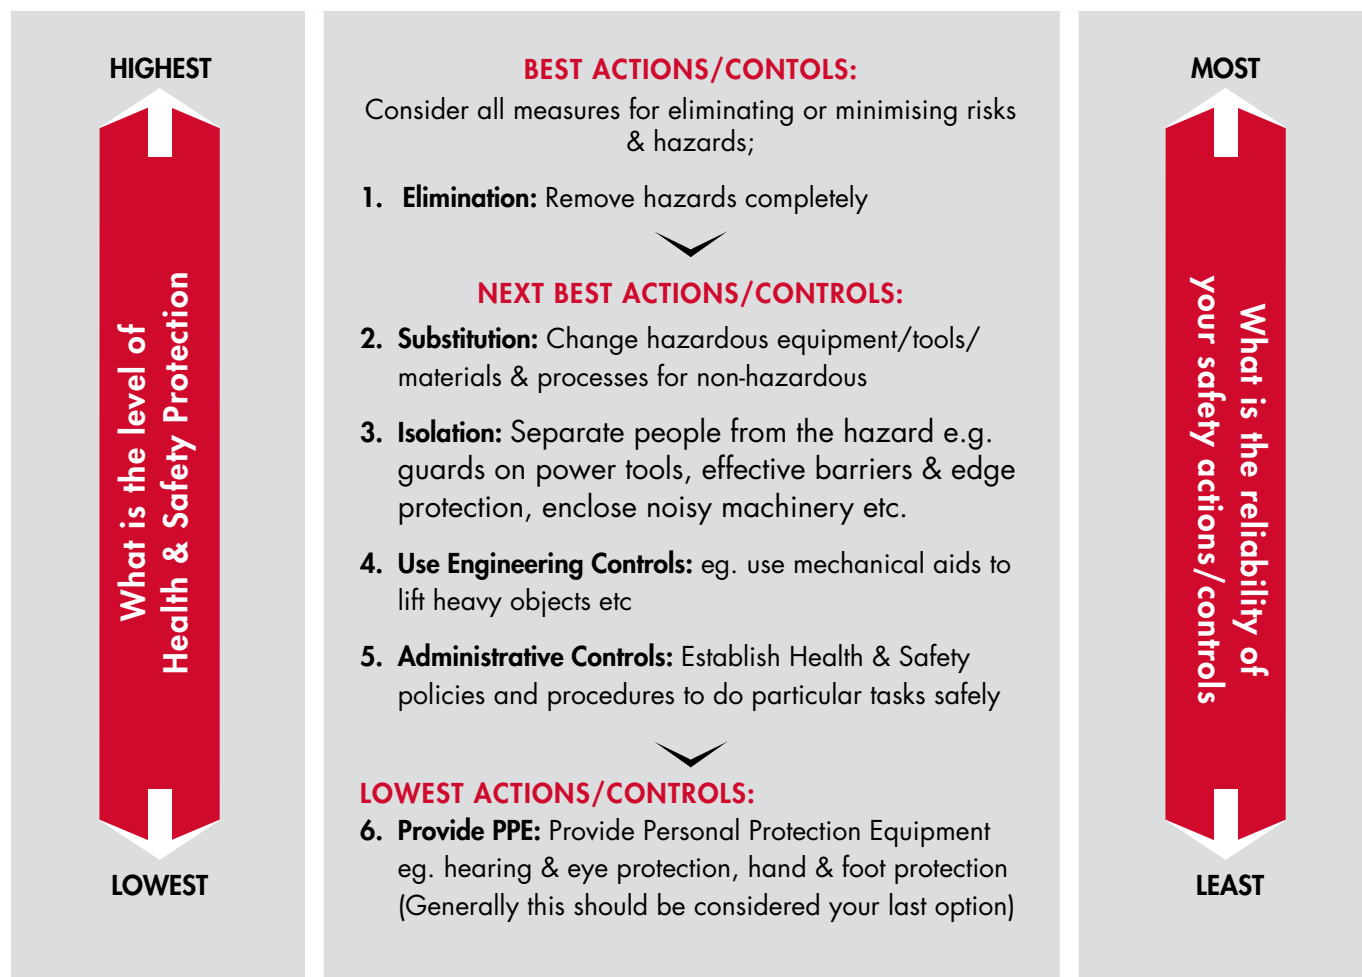 HIGHEST
What is the level of
Health & Safety Protection
LOWEST
BEST ACTIONS/CONTOLS:
Consider all measures for eliminating or minimising risks
& hazards;
1. Elimination: Remove hazards completely
NEXT BEST ACTIONS/CONTROLS:
2. Substitution: Change hazardous equipment/tools/
materials & processes for non-hazardous
3. Isolation: Separate people from the hazard e.g.
guards on power tools, effective barriers & edge
protection, enclose noisy machinery etc.
4. Use Engineering Controls: eg. use mechanical aids to
lift heavy objects etc
5. Administrative Controls: Establish Health & Safety
policies and procedures to do particular tasks safely
LOWEST ACTIONS/CONTROLS:
6. Provide PPE: Provide Personal Protection Equipment
eg. hearing & eye protection, hand & foot protection
(Generally this should be considered your last option)
MOST
What is the reliability of
your safety actions/controls
LEAST